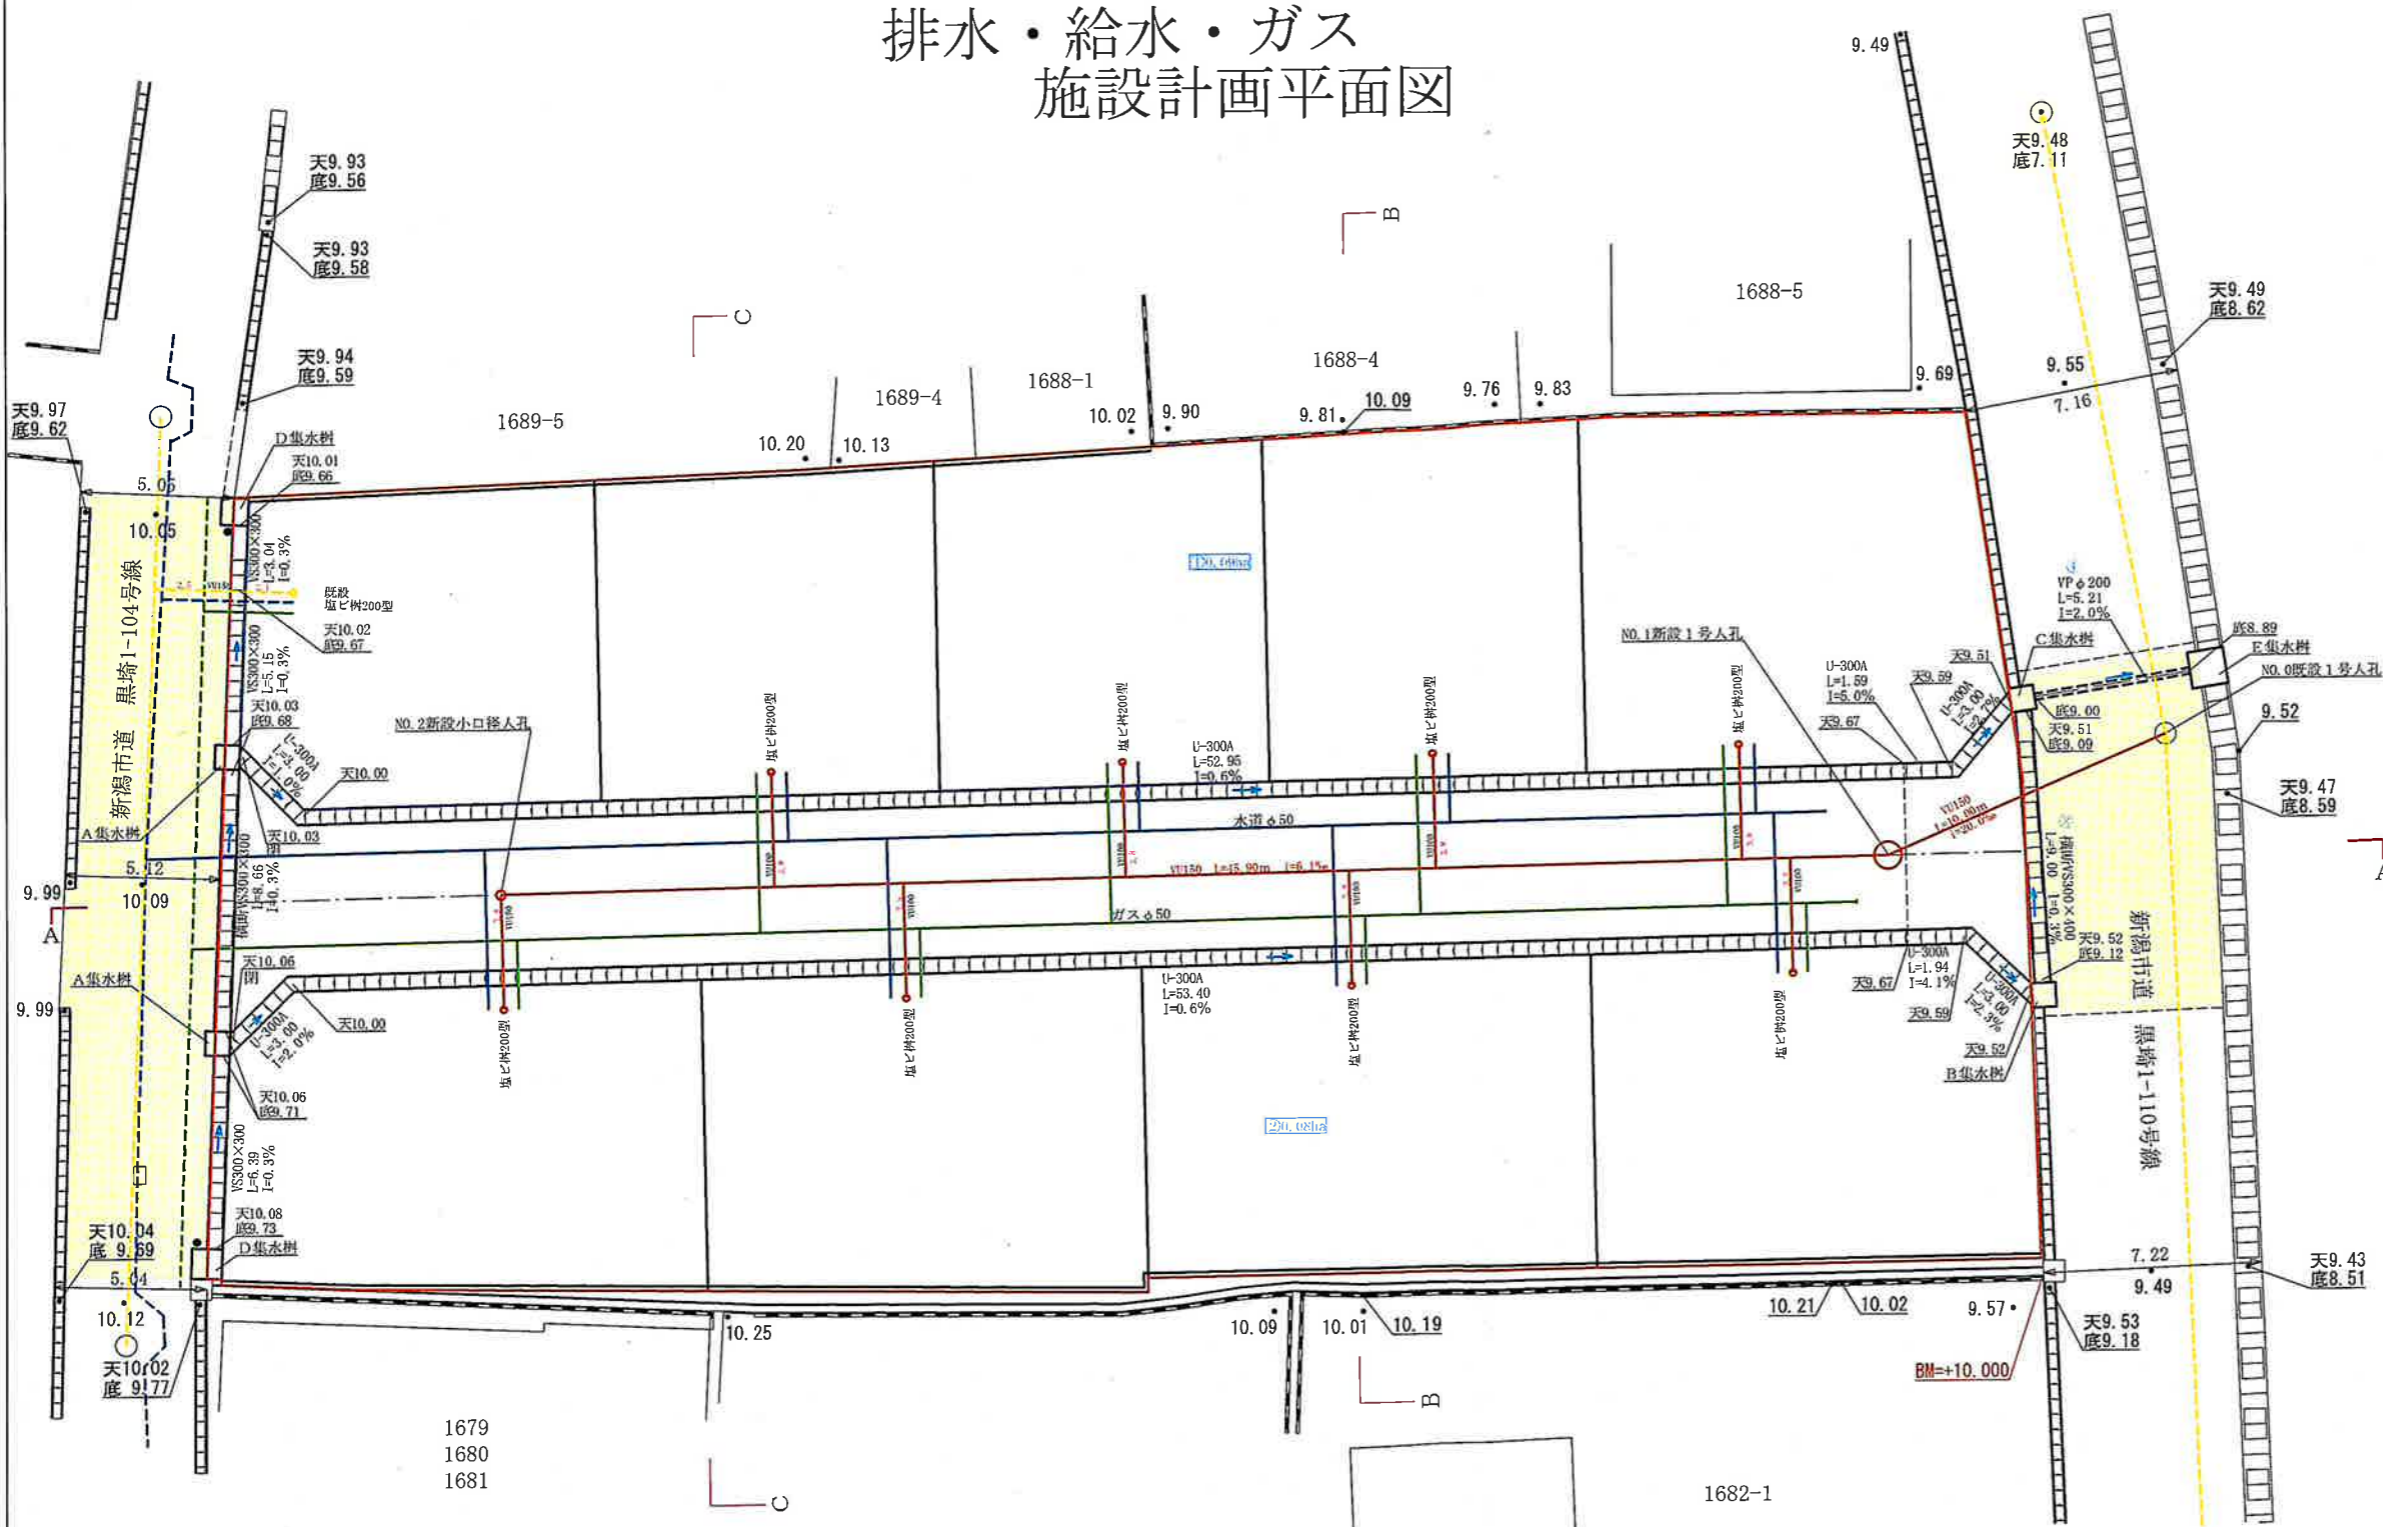 排水・給水・ガス
施設計画平面図
9.49
天9.48
底7.11
天9.93
底9.56
天9.93
底9.58
B
C
1688-5
天9.49
底8.62
天9.94
底9.59
1688-4
9.55
9.69
7.16
天9.97
底9.62
1689-5
1689-4
1688-1
10.02
9.90
9.81
10.09
9.76
9.83
D集水桝
10.20
10.13
天10.01
底9.66
5.05
10.05
VS300×300
L=3.04
I=0.3%
既設
塩ビ桝200型
天10.02
底9.67
新潟市道 黒埼1-104号線
VS300×300
L=5.15
I=0.3%
天10.03
底9.68
U-300A
L=3.00
I=1.0%
天10.00
NO.2新設小口径人孔
塩ビ桝200型
塩ビ桝200型
塩ビ桝200型
塩ビ桝200型
U-300A
L=52.95
I=0.6%
NO.1新設1号人孔
U-300A
L=1.59
I=5.0%
天9.67
天9.59
U-300A
L=3.00
I=2.7%
天9.51
C集水桝
VPφ200
L=5.21
I=2.0%
底8.89
E集水桝
NO.0既設1号人孔
底9.00
天9.51
底9.09
9.52
天9.47
底8.59
A集水桝
天10.03
閉
水道φ50
VU150
L=10.00m
横断VS300×300
L=8.66
I=0.3%
5.12
10.09
9.99
A
VU150 L=45.90m
ガスφ50
横断VS300×400
L=9.00 I=0.3%
A
天10.06
閉
A集水桝
9.99
天10.00
U-300A
L=3.00
I=2.0%
U-300A
L=53.40
I=0.6%
天9.67
U-300A
L=1.94
I=4.1%
天9.59
U-300A
L=3.00
I=2.3%
天9.52
底9.12
天9.52
B集水桝
塩ビ桝200型
塩ビ桝200型
塩ビ桝200型
塩ビ桝200型
新潟市道 黒埼1-110号線
天10.06
底9.71
VS300×300
L=6.39
I=0.3%
天10.08
底9.73
D集水桝
天10.04
底 9.69
5.04
10.12
天10.02
底 9.77
10.25
10.09
10.01
10.19
10.21
10.02
9.57
7.22
9.49
天9.43
底8.51
天9.53
底9.18
BM=+10.000
B
C
1679
1680
1681
1682-1